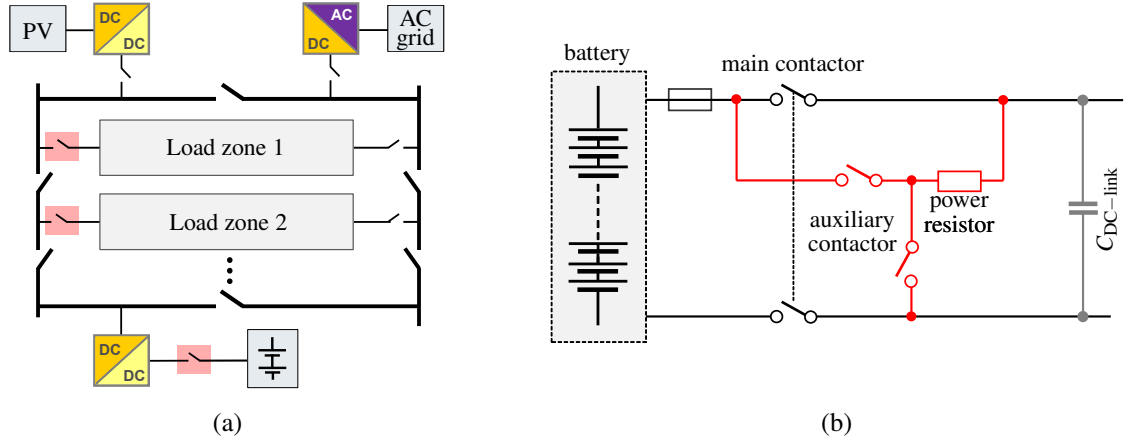 PV
DC
DC
AC
DC
AC
grid
Load zone 1
Load zone 2
DC
DC
(a)
battery
main contactor
auxiliary
contactor
power
resistor
C_DC−link
(b)